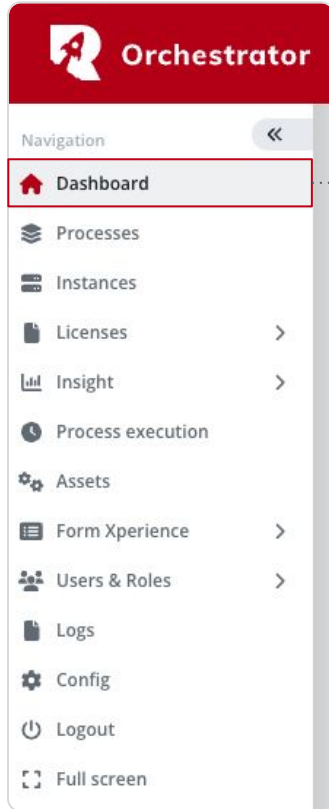 Orchestrator
Navigation
Dashboard
Processes
Instances
Licenses
Insight
Process execution
Assets
Form Xperience
Users & Roles
Logs
Config
Logout
Full screen